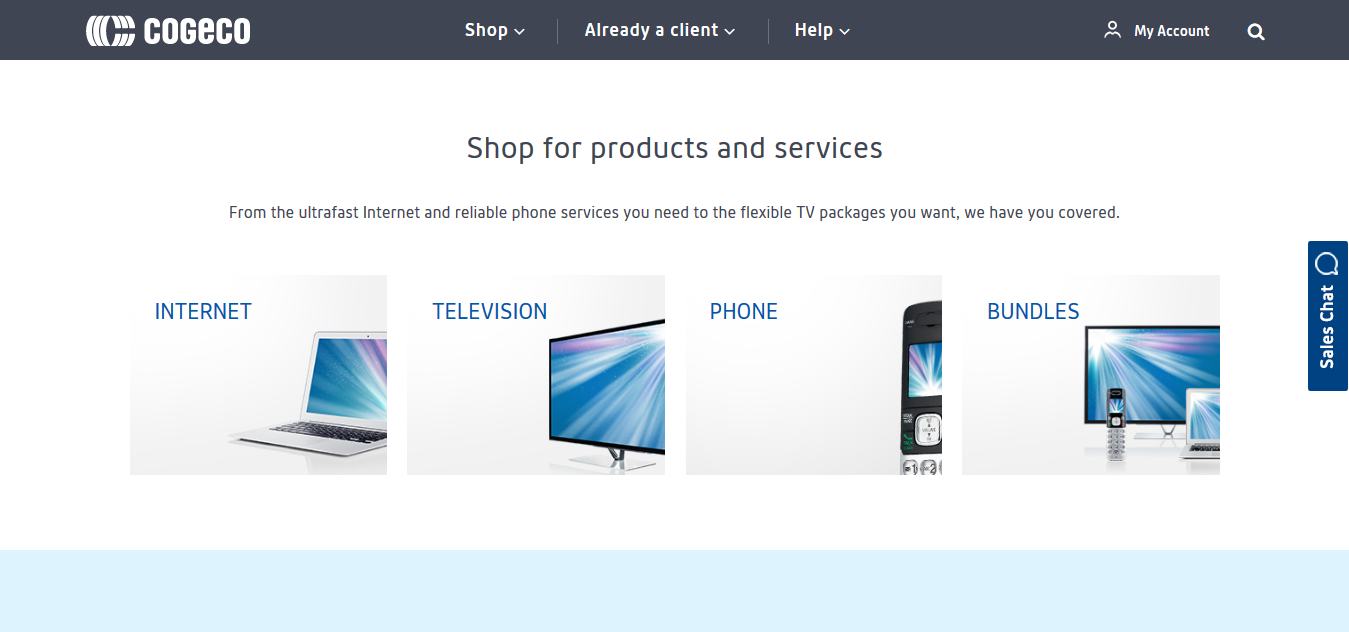 COGECO
Shop
Already a client
Help
My Account
Shop for products and services
From the ultrafast Internet and reliable phone services you need to the flexible TV packages you want, we have you covered.
INTERNET
TELEVISION
PHONE
BUNDLES
Sales Chat